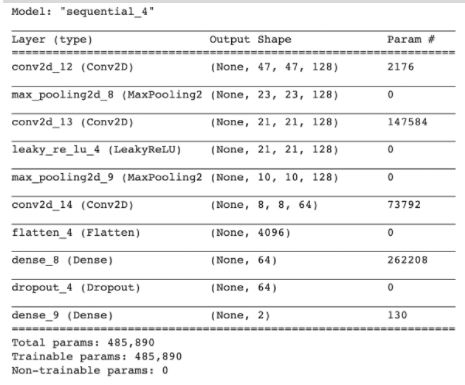 Model: "sequential_4"
Layer (type) Output Shape Param #
conv2d_12 (Conv2D) (None, 47, 47, 128) 2176
max_pooling2d_8 (MaxPooling2 (None, 23, 23, 128) 0
conv2d_13 (Conv2D) (None, 21, 21, 128) 147584
leaky_re_lu_4 (LeakyReLU) (None, 21, 21, 128) 0
max_pooling2d_9 (MaxPooling2 (None, 10, 10, 128) 0
conv2d_14 (Conv2D) (None, 8, 8, 64) 73792
flatten_4 (Flatten) (None, 4096) 0
dense_8 (Dense) (None, 64) 262208
dropout_4 (Dropout) (None, 64) 0
dense_9 (Dense) (None, 2) 130
Total params: 485,890
Trainable params: 485,890
Non-trainable params: 0